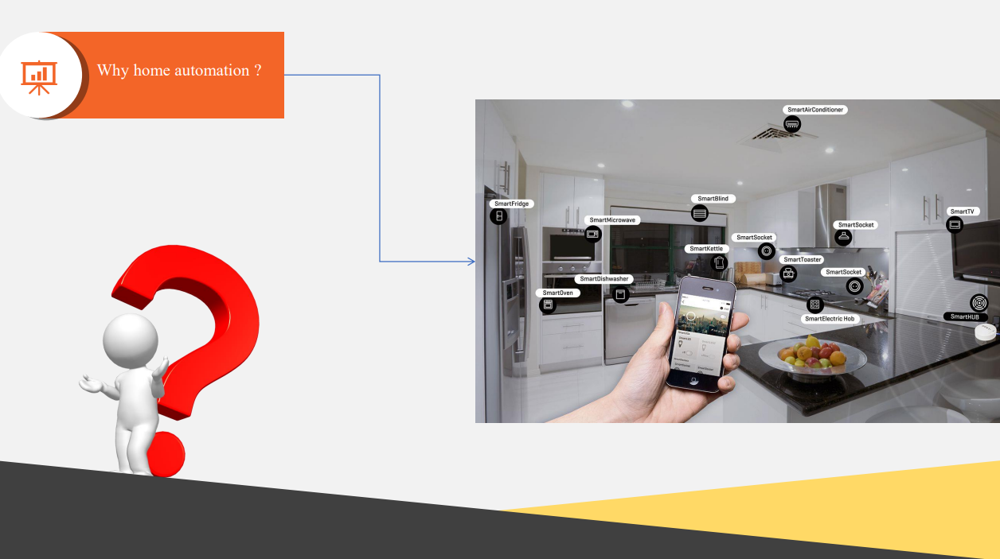 Why home automation ?
SmartAirConditioner
SmartFridge
SmartBlind
SmartMicrowave
SmartTV
SmartSocket
SmartSocket
SmartKettle
SmartToaster
SmartSocket
SmartDishwasher
SmartOven
SmartElectric Hob
SmartHUB